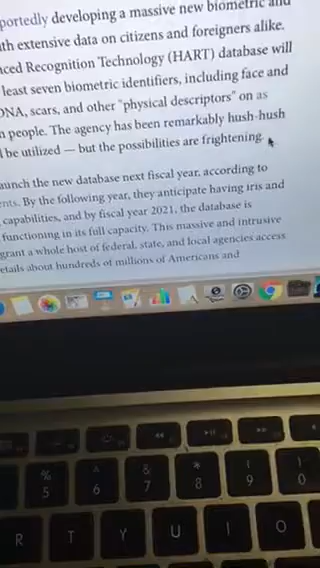 portedly developing a massive new biometric and
th extensive data on citizens and foreigners alike.
ced Recognition Technology (HART) database will
least seven biometric identifiers, including face and
DNA, scars, and other "physical descriptors" on as
n people. The agency has been remarkably hush-hush
l be utilized — but the possibilities are frightening.
aunch the new database next fiscal year, according to
ents. By the following year, they anticipate having iris and
capabilities, and by fiscal year 2021, the database is
functioning in its full capacity. This massive and intrusive
grant a whole host of federal, state, and local agencies access
etails about hundreds of millions of Americans and
% ^ & * ( )
5 6 7 8 9 0
R T Y U I O